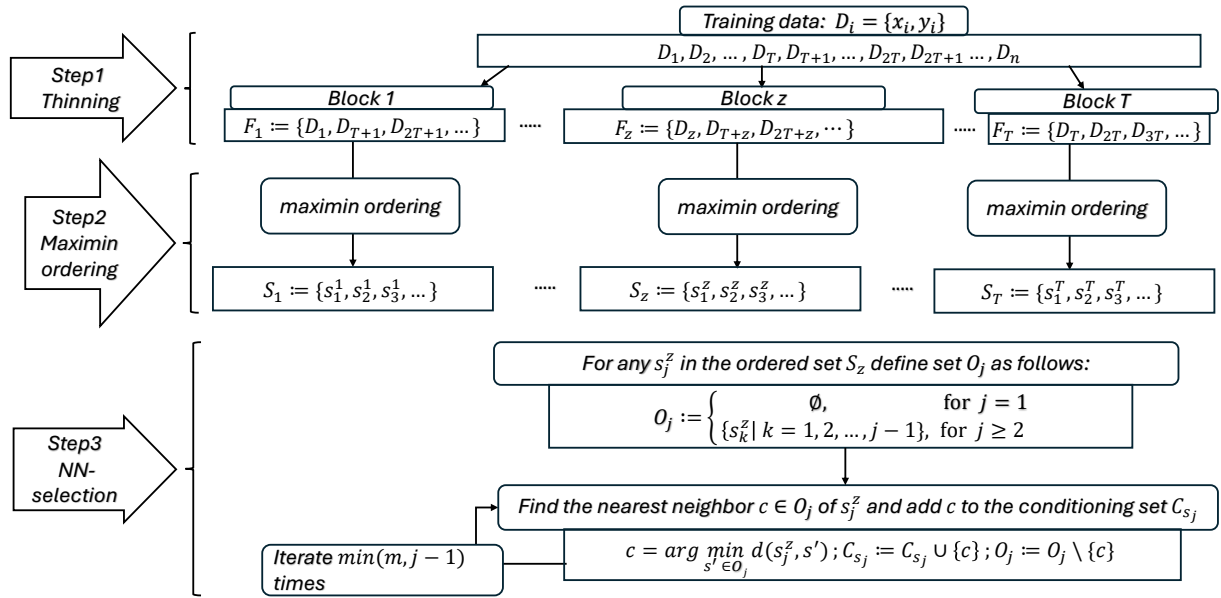 Training data: D_i = {x_i, y_i}
D_1, D_2, ... , D_T, D_{T+1}, ... , D_{2T}, D_{2T+1} ... , D_n
Step1
Thinning
Block 1
Block z
Block T
F_1 ≔ {D_1, D_{T+1}, D_{2T+1}, ... }
.....
F_z ≔ {D_z, D_{T+z}, D_{2T+z}, ⋯ }
.....
F_T ≔ {D_T, D_{2T}, D_{3T}, ... }
Step2
Maximin
ordering
maximin ordering
maximin ordering
maximin ordering
S_1 ≔ {s_1^1, s_2^1, s_3^1, ... }
.....
S_z ≔ {s_1^z, s_2^z, s_3^z, ... }
.....
S_T ≔ {s_1^T, s_2^T, s_3^T, ... }
Step3
NN-
selection
For any s_j^z in the ordered set S_z define set O_j as follows:
O_j ≔ { ∅, for j = 1
{s_k^z | k = 1, 2, ... , j − 1}, for j ≥ 2
Find the nearest neighbor c ∈ O_j of s_j^z and add c to the conditioning set C_{s_j}
Iterate min(m, j − 1)
times
c = arg min_{s′∈O_j} d(s_j^z, s′) ; C_{s_j} ≔ C_{s_j} ∪ {c} ; O_j ≔ O_j \ {c}